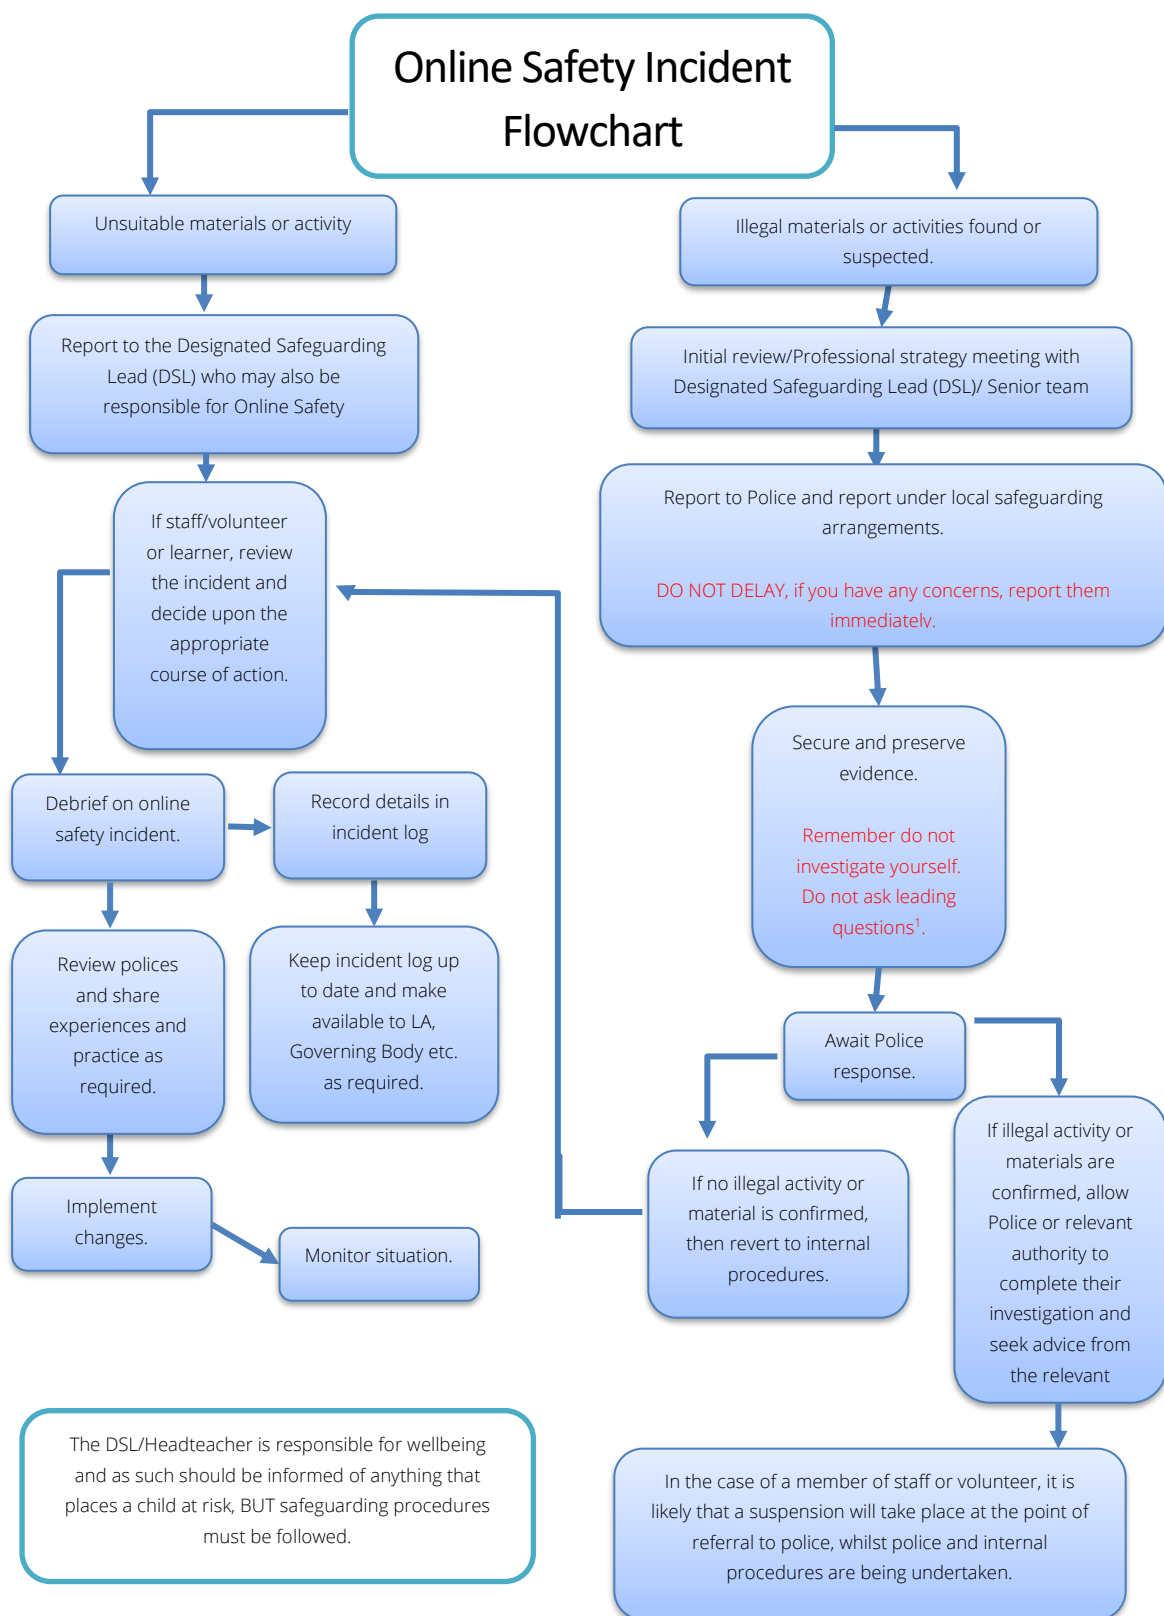 Online Safety Incident
Flowchart
Unsuitable materials or activity
Report to the Designated Safeguarding
Lead (DSL) who may also be
responsible for Online Safety
If staff/volunteer
or learner, review
the incident and
decide upon the
appropriate
course of action.
Debrief on online
safety incident.
Record details in
incident log
Review polices
and share
experiences and
practice as
required.
Keep incident log up
to date and make
available to LA,
Governing Body etc.
as required.
Implement
changes.
Monitor situation.
Illegal materials or activities found or
suspected.
Initial review/Professional strategy meeting with
Designated Safeguarding Lead (DSL)/ Senior team
Report to Police and report under local safeguarding
arrangements.
DO NOT DELAY, if you have any concerns, report them
immediately.
Secure and preserve
evidence.
Remember do not
investigate yourself.
Do not ask leading
questions¹.
Await Police
response.
If no illegal activity or
material is confirmed,
then revert to internal
procedures.
If illegal activity or
materials are
confirmed, allow
Police or relevant
authority to
complete their
investigation and
seek advice from
the relevant
In the case of a member of staff or volunteer, it is
likely that a suspension will take place at the point of
referral to police, whilst police and internal
procedures are being undertaken.
The DSL/Headteacher is responsible for wellbeing
and as such should be informed of anything that
places a child at risk, BUT safeguarding procedures
must be followed.